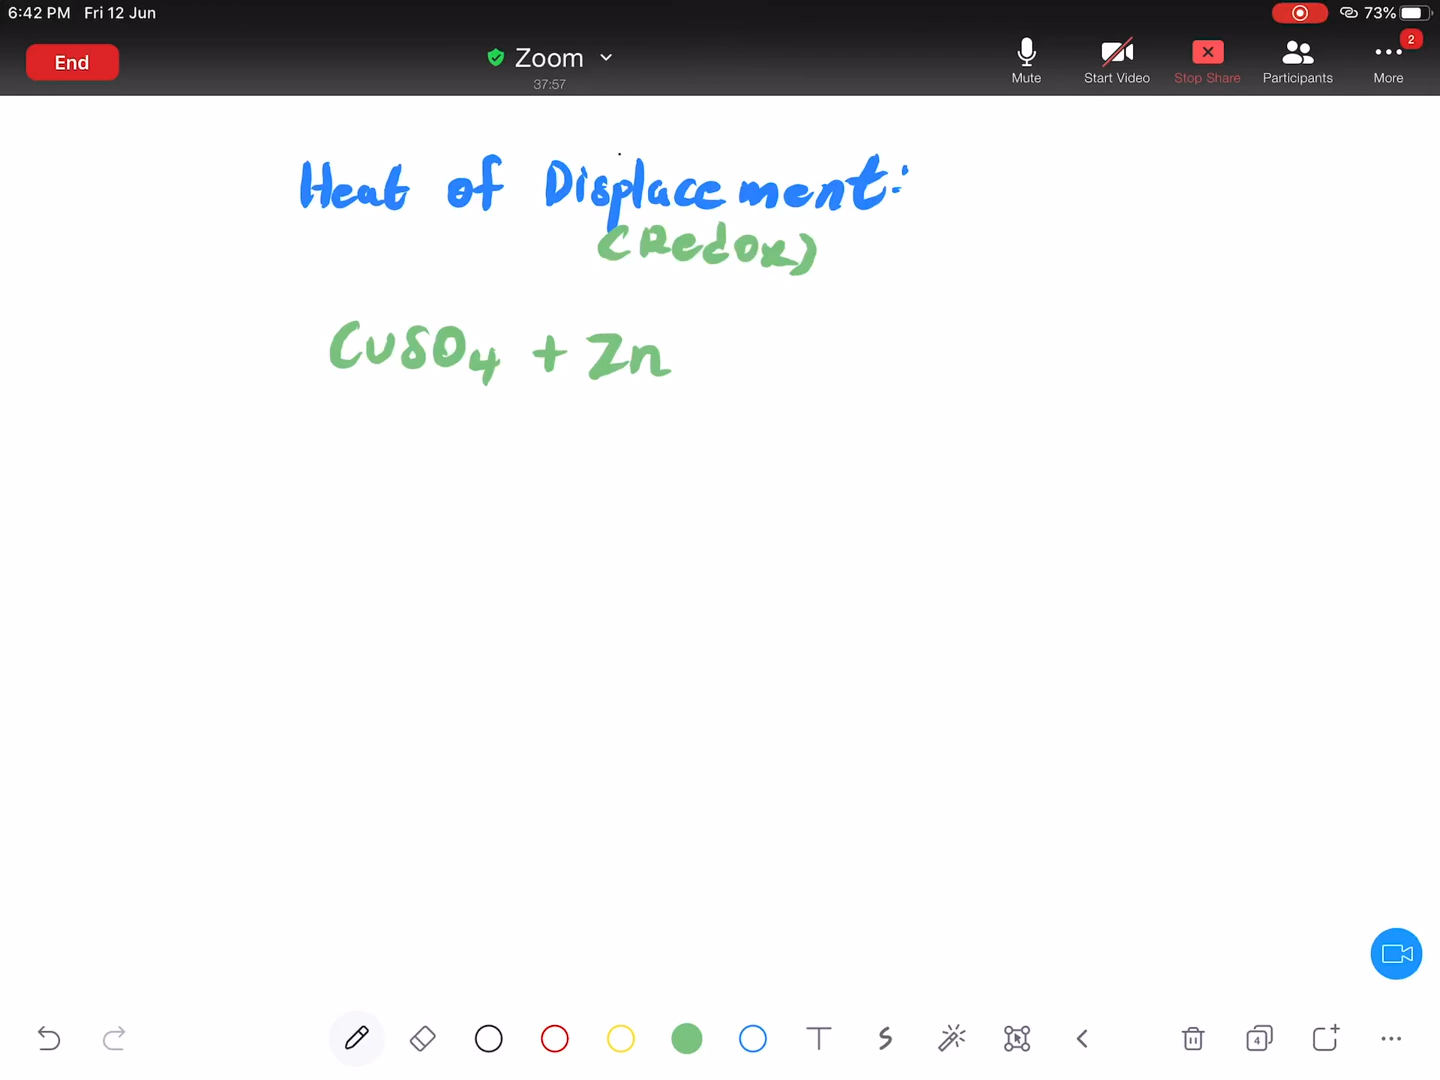 6:42 PM Fri 12 Jun
73%
End
Zoom
37:57
Mute
Start Video
Stop Share
Participants
More
2
Heat of Displacement:
(Redox)
CuSO₄ + Zn
T
4